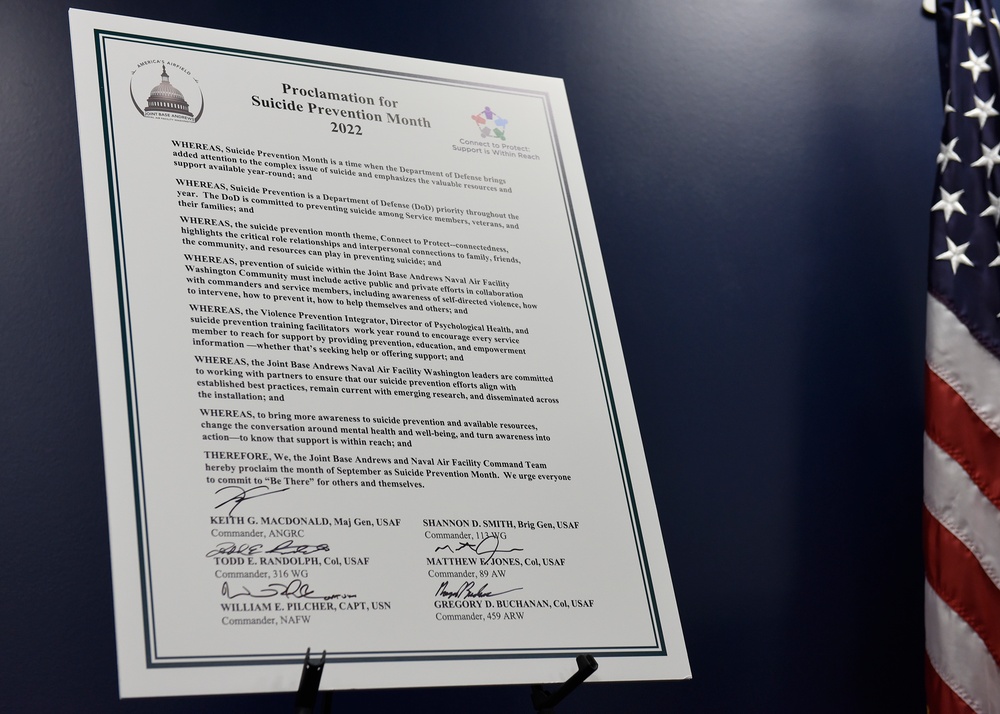 AMERICA'S AIRFIELD
JOINT BASE ANDREWS
Proclamation for
Suicide Prevention Month
2022
Connect to Protect:
Support is Within Reach
WHEREAS, Suicide Prevention Month is a time when the Department of Defense brings
added attention to the complex issue of suicide and emphasizes the valuable resources and
support available year-round; and
WHEREAS, Suicide Prevention is a Department of Defense (DoD) priority throughout the
year. The DoD is committed to preventing suicide among Service members, veterans, and
their families; and
WHEREAS, the suicide prevention month theme, Connect to Protect--connectedness,
highlights the critical role relationships and interpersonal connections to family, friends,
the community, and resources can play in preventing suicide; and
WHEREAS, prevention of suicide within the Joint Base Andrews Naval Air Facility
Washington Community must include active public and private efforts in collaboration
with commanders and service members, including awareness of self-directed violence, how
to intervene, how to prevent it, how to help themselves and others; and
WHEREAS, the Violence Prevention Integrator, Director of Psychological Health, and
suicide prevention training facilitators work year round to encourage every service
member to reach for support by providing prevention, education, and empowerment
information —whether that's seeking help or offering support; and
WHEREAS, the Joint Base Andrews Naval Air Facility Washington leaders are committed
to working with partners to ensure that our suicide prevention efforts align with
established best practices, remain current with emerging research, and disseminated across
the installation; and
WHEREAS, to bring more awareness to suicide prevention and available resources,
change the conversation around mental health and well-being, and turn awareness into
action—to know that support is within reach; and
THEREFORE, We, the Joint Base Andrews and Naval Air Facility Command Team
hereby proclaim the month of September as Suicide Prevention Month. We urge everyone
to commit to “Be There” for others and themselves.
KEITH G. MACDONALD, Maj Gen, USAF
Commander, ANGRC
SHANNON D. SMITH, Brig Gen, USAF
Commander, 113 WG
TODD E. RANDOLPH, Col, USAF
Commander, 316 WG
MATTHEW E. JONES, Col, USAF
Commander, 89 AW
WILLIAM E. PILCHER, CAPT, USN
Commander, NAFW
GREGORY D. BUCHANAN, Col, USAF
Commander, 459 ARW